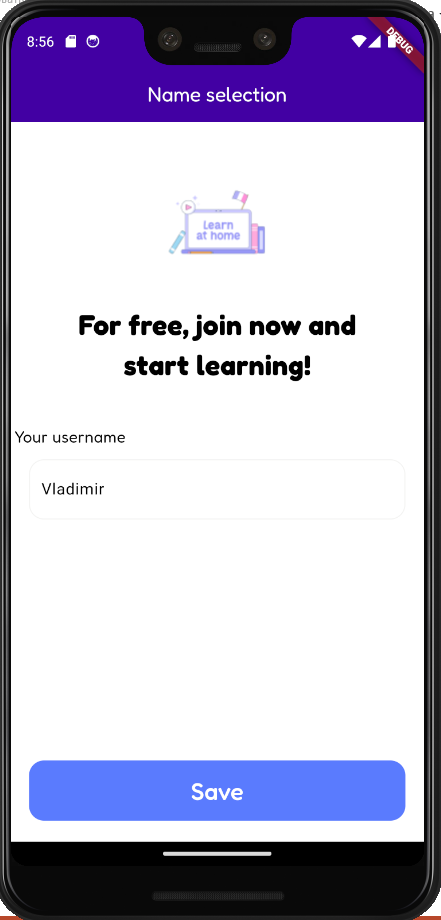 8:56
DEBUG
Name selection
Learn
at home
For free, join now and
start learning!
Your username
Vladimir
Save